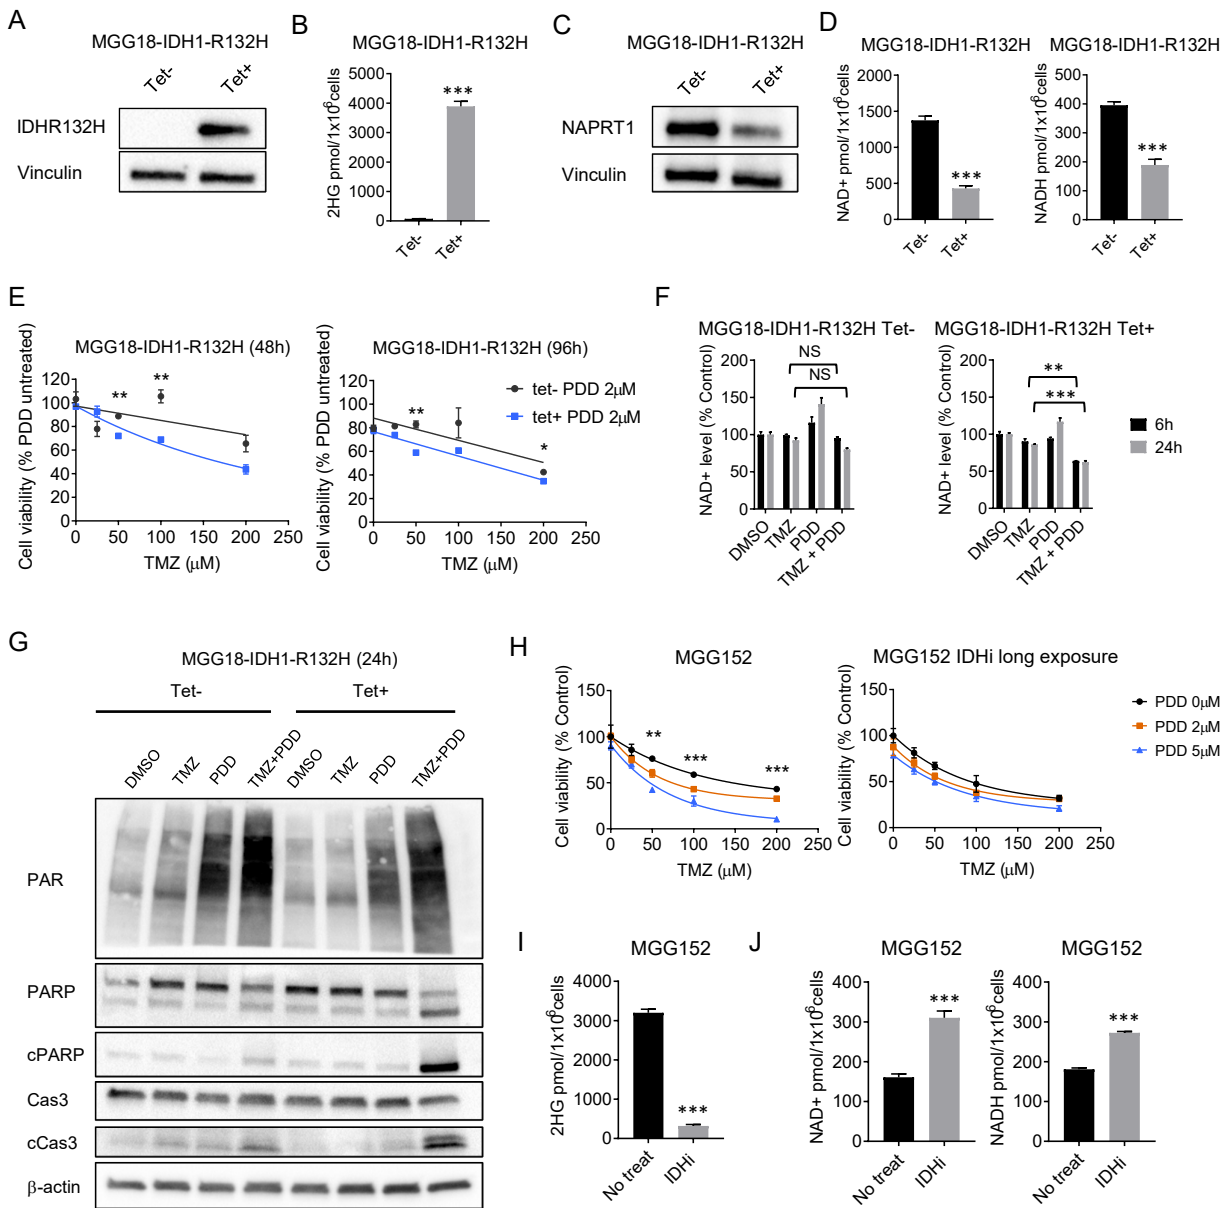 A
MGG18-IDH1-R132H
Tet-
Tet+
IDHR132H
Vinculin
B
MGG18-IDH1-R132H
2HG pmol/1x10⁶cells
5000
4000
3000
2000
1000
0
***
Tet-
Tet+
C
MGG18-IDH1-R132H
Tet-
Tet+
NAPRT1
Vinculin
D
MGG18-IDH1-R132H
NAD+ pmol/1x10⁶cells
2000
1500
1000
500
0
***
Tet-
Tet+
MGG18-IDH1-R132H
NADH pmol/1x10⁶cells
500
400
300
200
100
0
***
Tet-
Tet+
E
MGG18-IDH1-R132H (48h)
Cell viability (% PDD untreated)
120
100
80
60
40
20
0
**
**
0 50 100 150 200 250
TMZ (μM)
MGG18-IDH1-R132H (96h)
Cell viability (% PDD untreated)
120
100
80
60
40
20
0
**
*
tet- PDD 2μM
tet+ PDD 2μM
0 50 100 150 200 250
TMZ (μM)
F
MGG18-IDH1-R132H Tet-
NAD+ level (% Control)
200
150
100
50
0
NS
NS
DMSO
TMZ
PDD
TMZ + PDD
MGG18-IDH1-R132H Tet+
NAD+ level (% Control)
200
150
100
50
0
**
***
DMSO
TMZ
PDD
TMZ + PDD
6h
24h
G
MGG18-IDH1-R132H (24h)
Tet-
Tet+
DMSO
TMZ
PDD
TMZ+PDD
DMSO
TMZ
PDD
TMZ+PDD
PAR
PARP
cPARP
Cas3
cCas3
β-actin
H
MGG152
Cell viability (% Control)
150
100
50
0
**
***
***
0 50 100 150 200 250
TMZ (μM)
MGG152 IDHi long exposure
Cell viability (% Control)
150
100
50
0
0 50 100 150 200 250
TMZ (μM)
PDD 0μM
PDD 2μM
PDD 5μM
I
MGG152
2HG pmol/1x10⁶cells
4000
3000
2000
1000
0
***
No treat
IDHi
J
MGG152
NAD+ pmol/1x10⁶cells
400
300
200
100
0
***
No treat
IDHi
MGG152
NADH pmol/1x10⁶cells
400
300
200
100
0
***
No treat
IDHi